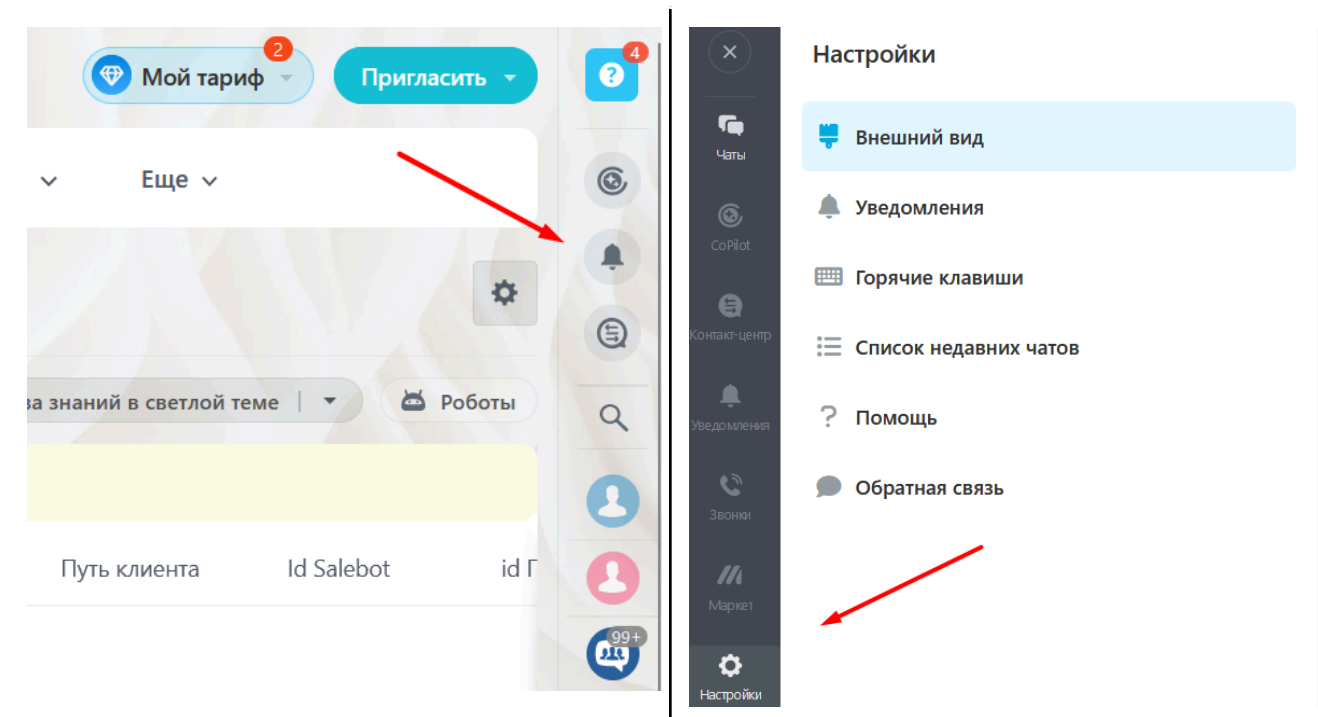 2
Мой тариф
Пригласить
4
?
Еще
за знаний в светлой теме
Роботы
Путь клиента
Id Salebot
id Г
99+
Настройки
Чаты
CoPilot
Контакт-центр
Уведомления
Звонки
Маркет
Настройки
Внешний вид
Уведомления
Горячие клавиши
Список недавних чатов
? Помощь
Обратная связь